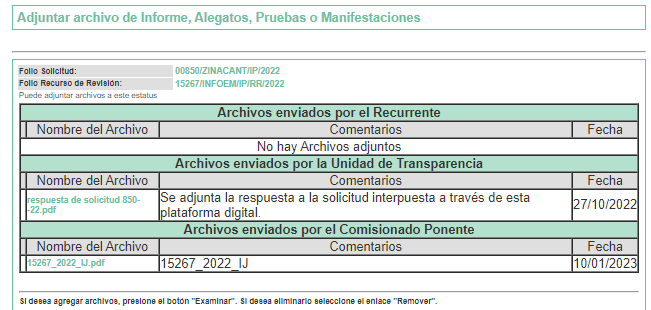 Adjuntar archivo de Informe, Alegatos, Pruebas o Manifestaciones
Folio Solicitud: 00850/ZINACANT/IP/2022
Folio Recurso de Revisión: 15267/INFOEM/IP/RR/2022
Puede adjuntar archivos a este estatus
Archivos enviados por el Recurrente
Nombre del Archivo Comentarios Fecha
No hay Archivos adjuntos
Archivos enviados por la Unidad de Transparencia
Nombre del Archivo Comentarios Fecha
respuesta de solicitud 850-
-22.pdf
Se adjunta la respuesta a la solicitud interpuesta a través de esta
plataforma digital.
27/10/2022
Archivos enviados por el Comisionado Ponente
Nombre del Archivo Comentarios Fecha
15267_2022_IJ.pdf 15267_2022_IJ 10/01/2023
Si desea agregar archivos, presione el botón "Examinar". Si desea eliminarlo seleccione el enlace "Remover".